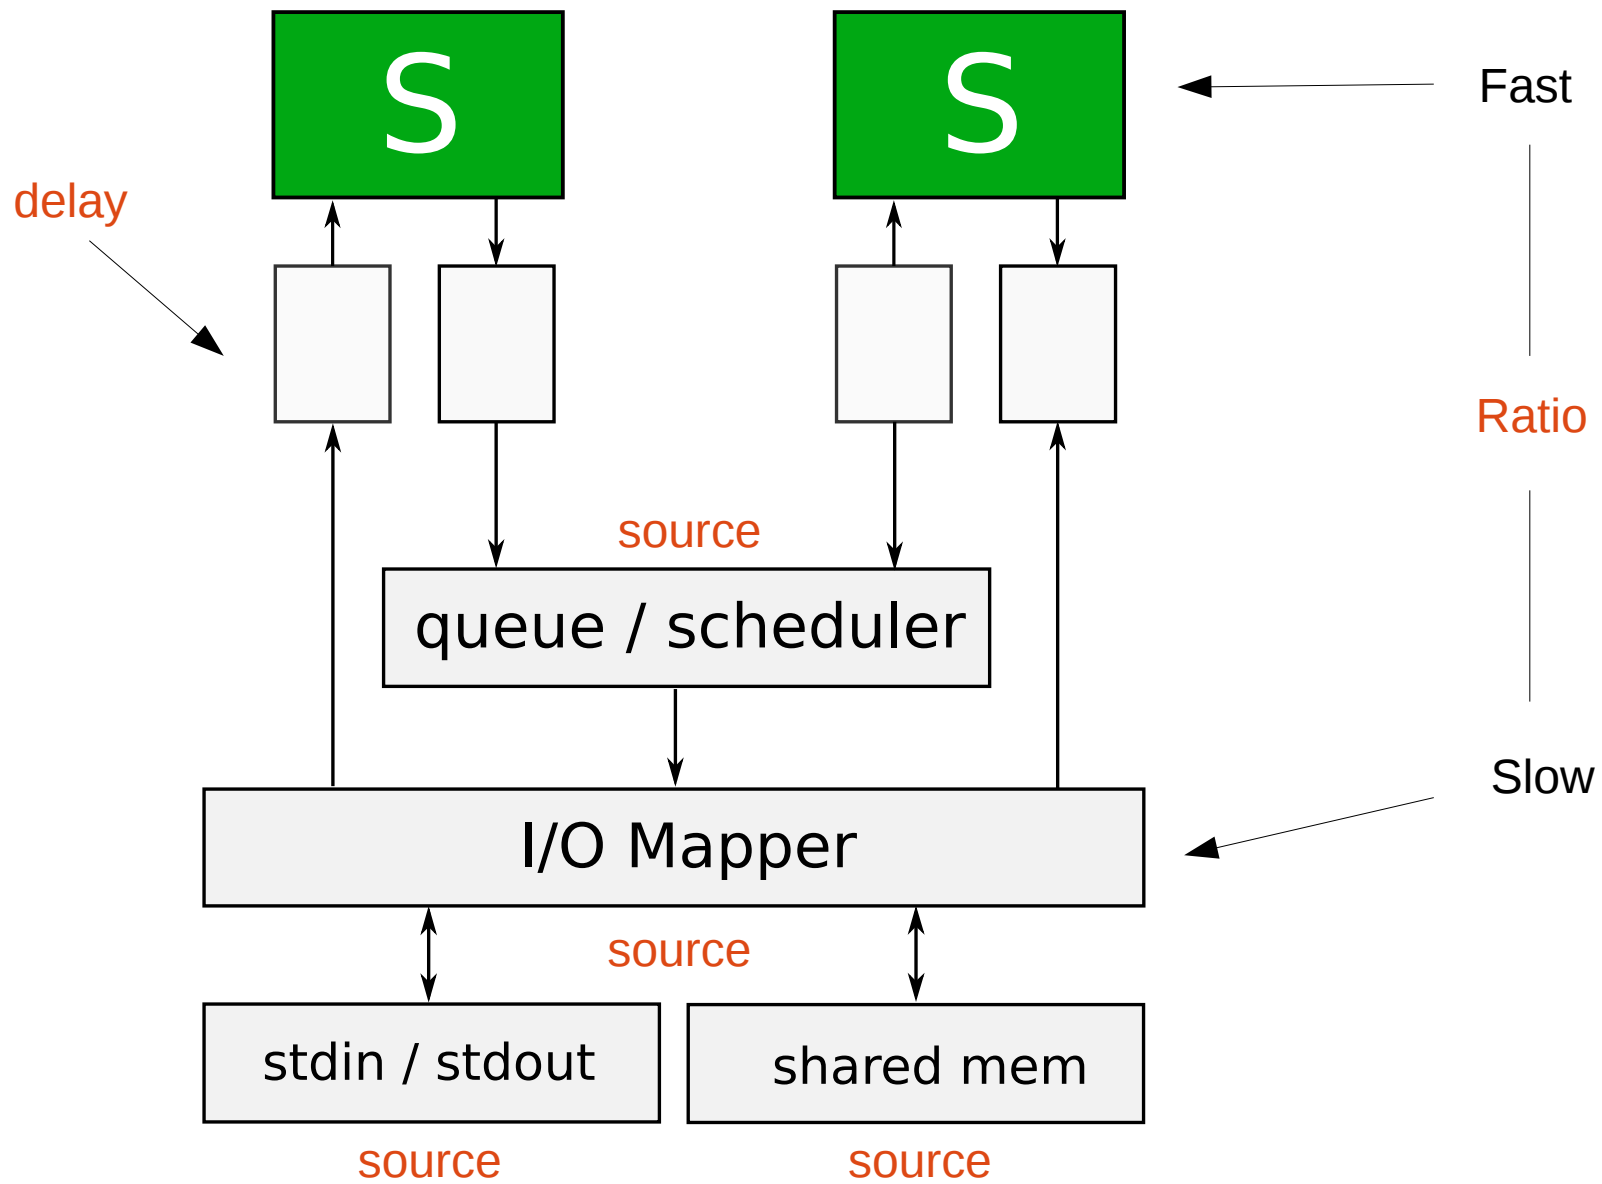 S
S
Fast
delay
Ratio
source
queue / scheduler
Slow
I/O Mapper
source
stdin / stdout
shared mem
source
source